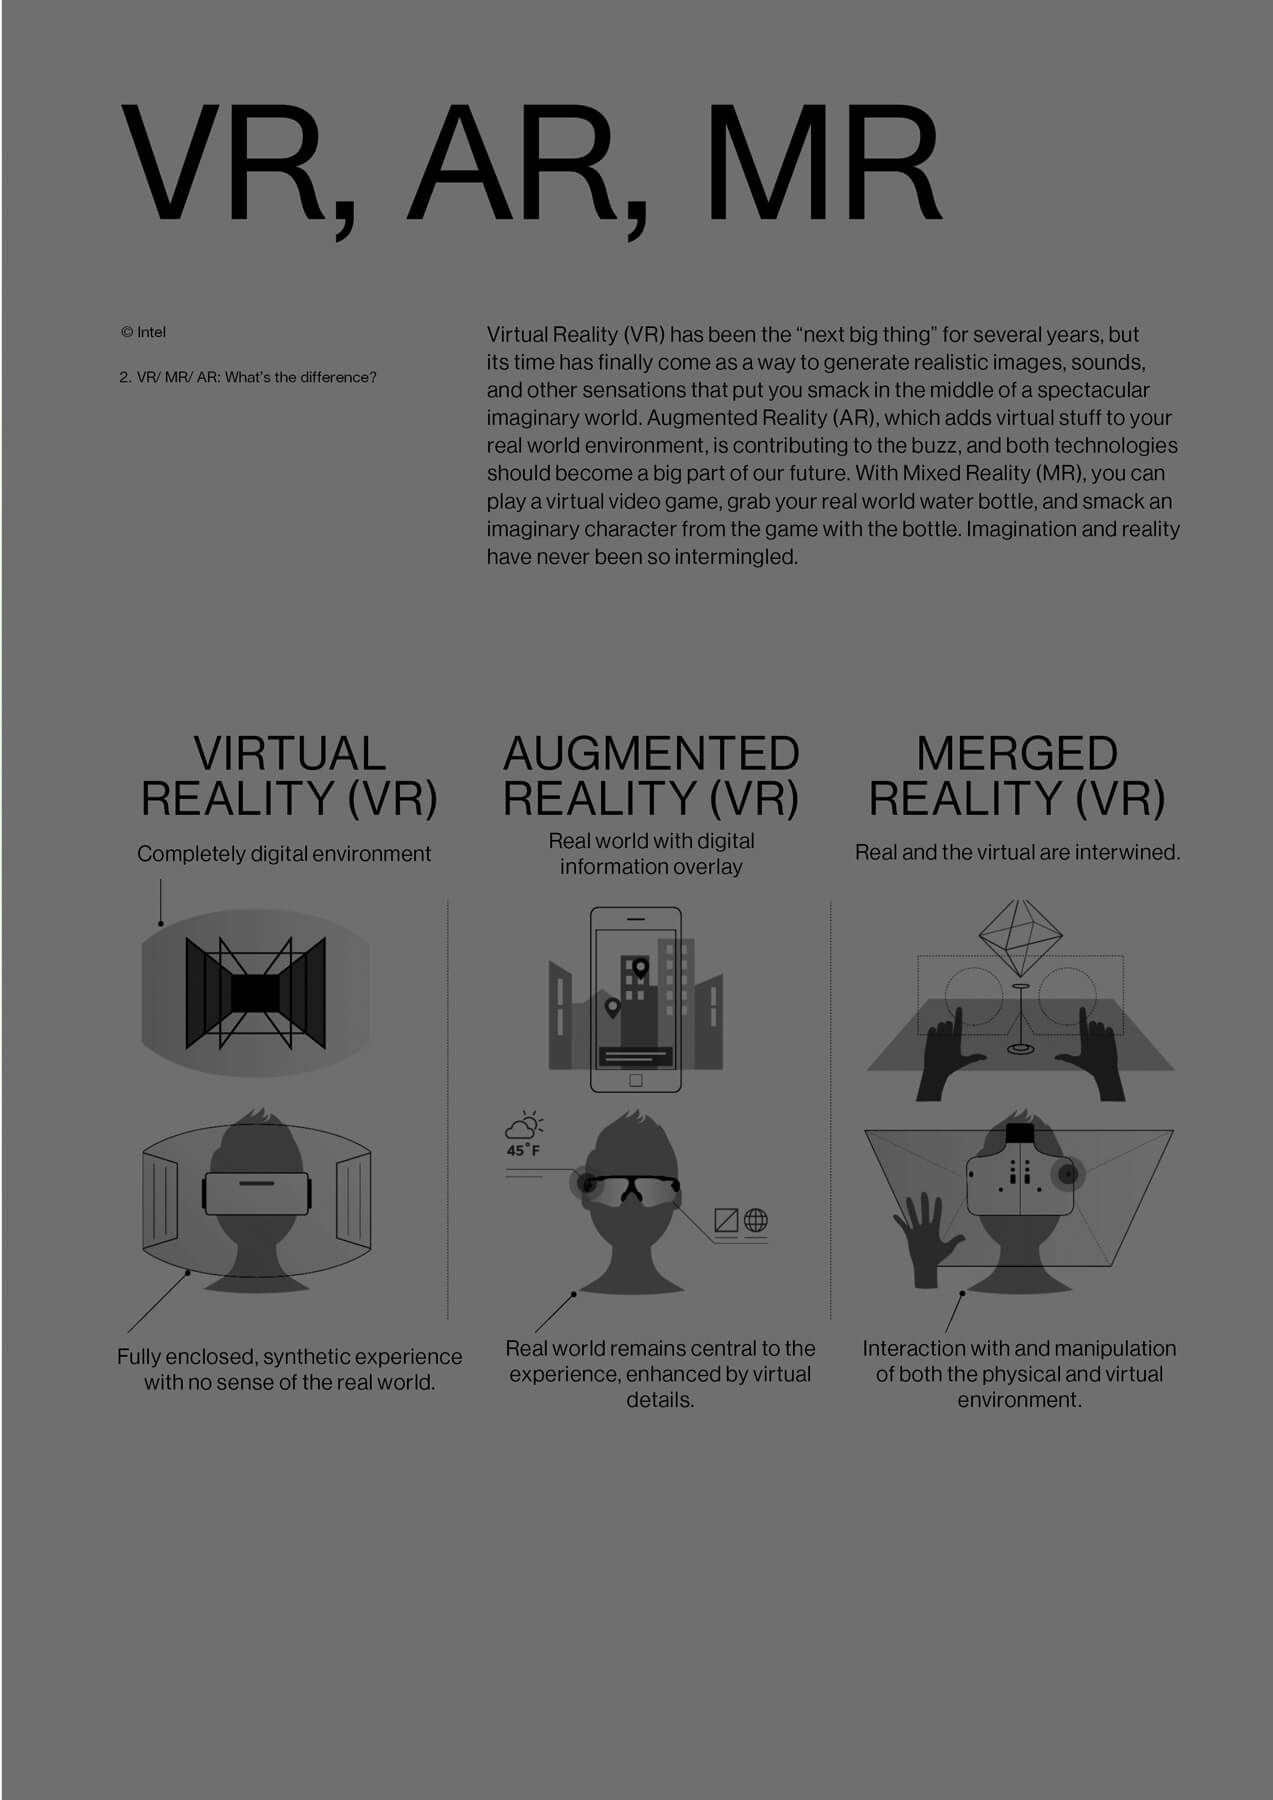 VR, AR, MR
© Intel
2. VR/ MR/ AR: What's the difference?
Virtual Reality (VR) has been the “next big thing” for several years, but
its time has finally come as a way to generate realistic images, sounds,
and other sensations that put you smack in the middle of a spectacular
imaginary world. Augmented Reality (AR), which adds virtual stuff to your
real world environment, is contributing to the buzz, and both technologies
should become a big part of our future. With Mixed Reality (MR), you can
play a virtual video game, grab your real world water bottle, and smack an
imaginary character from the game with the bottle. Imagination and reality
have never been so intermingled.
VIRTUAL
REALITY (VR)
Completely digital environment
Fully enclosed, synthetic experience
with no sense of the real world.
AUGMENTED
REALITY (VR)
Real world with digital
information overlay
45°F
Real world remains central to the
experience, enhanced by virtual
details.
MERGED
REALITY (VR)
Real and the virtual are interwined.
Interaction with and manipulation
of both the physical and virtual
environment.